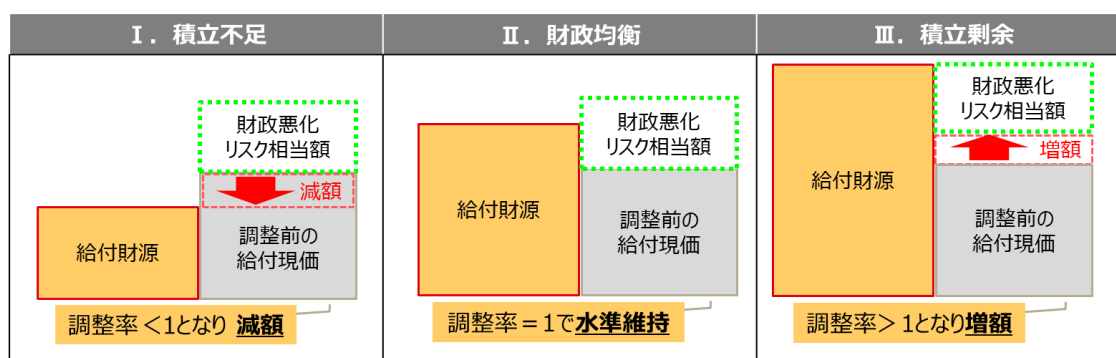 Ⅰ．積立不足
財政悪化
リスク相当額
減額
給付財源
調整前の
給付現価
調整率＜1となり 減額
Ⅱ．財政均衡
財政悪化
リスク相当額
給付財源
調整前の
給付現価
調整率＝1で水準維持
Ⅲ．積立剰余
財政悪化
リスク相当額
増額
給付財源
調整前の
給付現価
調整率＞1となり増額